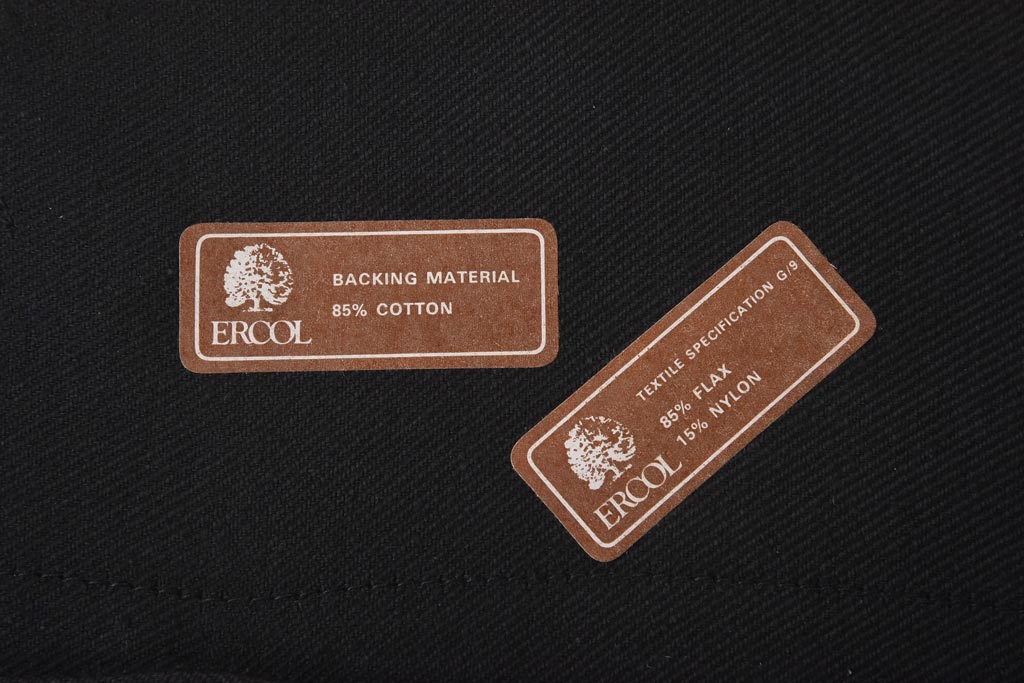 ERCOL
BACKING MATERIAL
85% COTTON
ERCOL
TEXTILE SPECIFICATION G/9
85% FLAX
15% NYLON